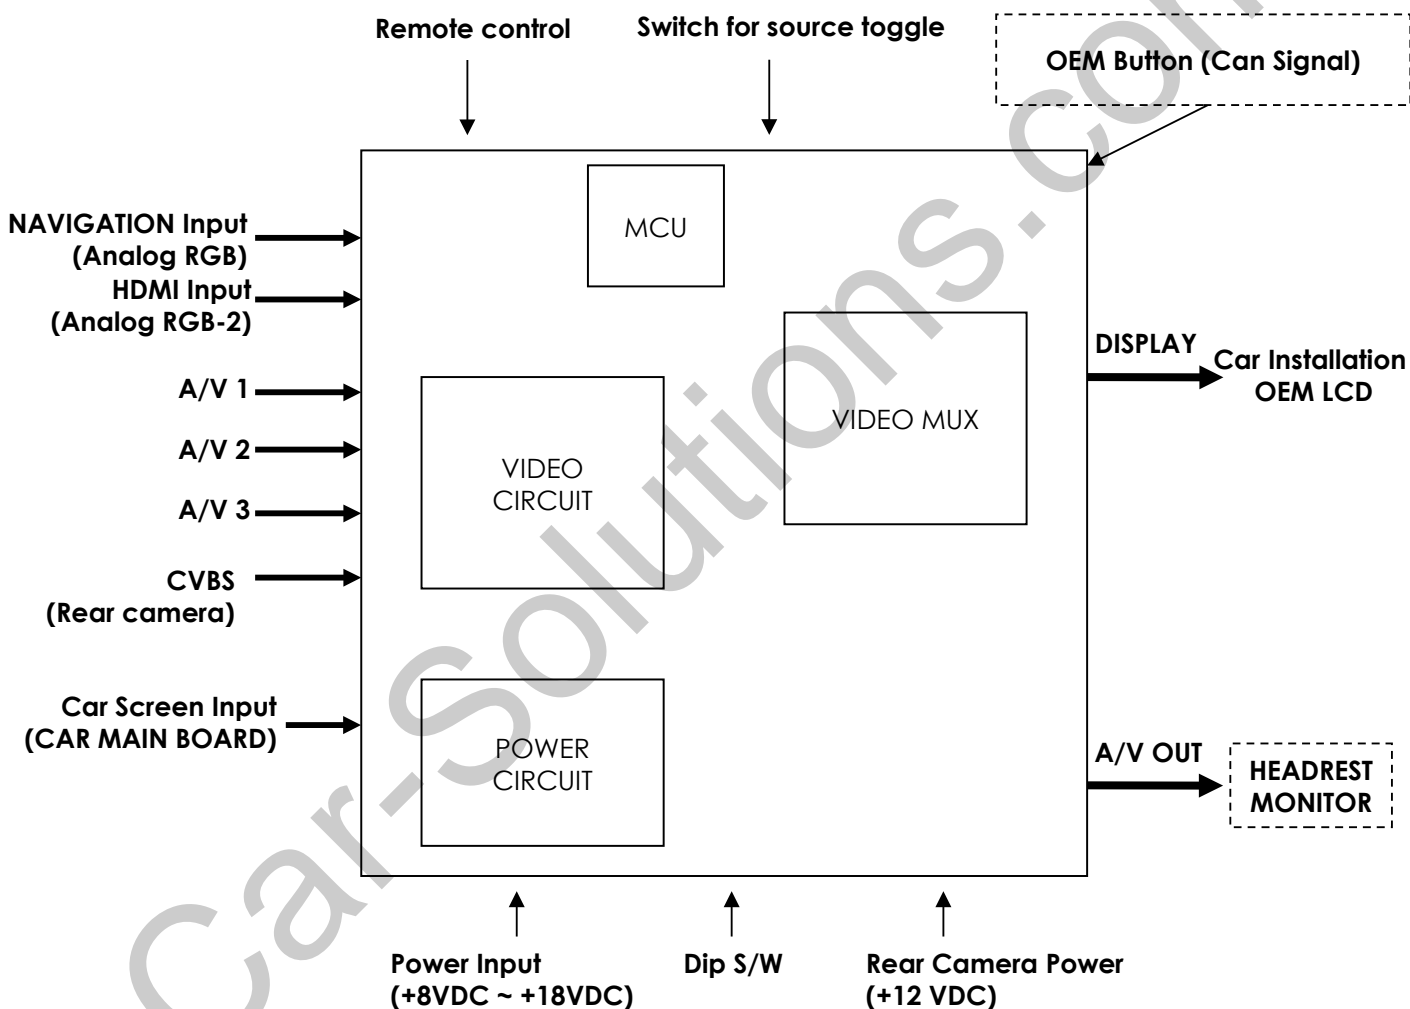 Remote control
Switch for source toggle
OEM Button (Can Signal)
NAVIGATION Input
(Analog RGB)
HDMI Input
(Analog RGB-2)
A/V 1
A/V 2
A/V 3
CVBS
(Rear camera)
Car Screen Input
(CAR MAIN BOARD)
MCU
VIDEO
CIRCUIT
VIDEO MUX
POWER
CIRCUIT
DISPLAY
Car Installation
OEM LCD
A/V OUT
HEADREST
MONITOR
Power Input
(+8VDC ~ +18VDC)
Dip S/W
Rear Camera Power
(+12 VDC)
Car-Solutions.com